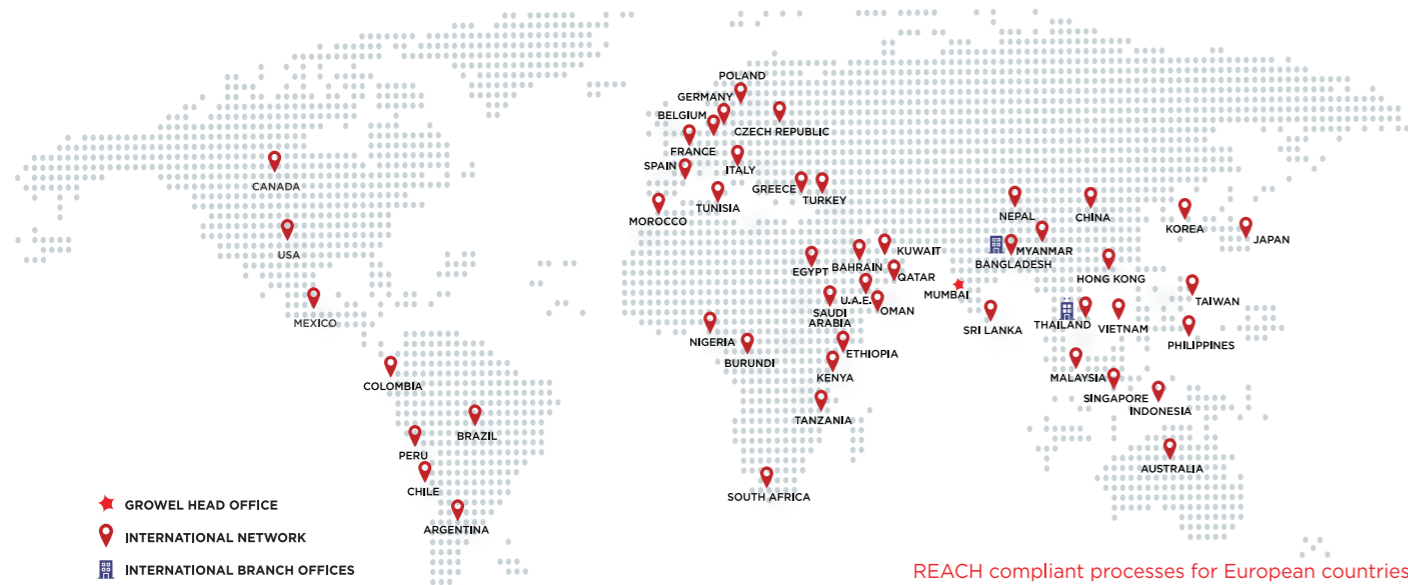 POLAND
GERMANY
BELGIUM
CZECH REPUBLIC
FRANCE
SPAIN
ITALY
CANADA
GREECE
TURKEY
TUNISIA
MOROCCO
NEPAL
CHINA
KOREA
JAPAN
USA
KUWAIT
MYANMAR
BANGLADESH
EGYPT
BAHRAIN
QATAR
HONG KONG
MUMBAI
U.A.E.
OMAN
TAIWAN
MEXICO
SAUDI
ARABIA
SRI LANKA
THAILAND
VIETNAM
PHILIPPINES
NIGERIA
BURUNDI
ETHIOPIA
KENYA
COLOMBIA
MALAYSIA
SINGAPORE
INDONESIA
TANZANIA
BRAZIL
PERU
AUSTRALIA
CHILE
SOUTH AFRICA
ARGENTINA
GROWEL HEAD OFFICE
INTERNATIONAL NETWORK
INTERNATIONAL BRANCH OFFICES
REACH compliant processes for European countries